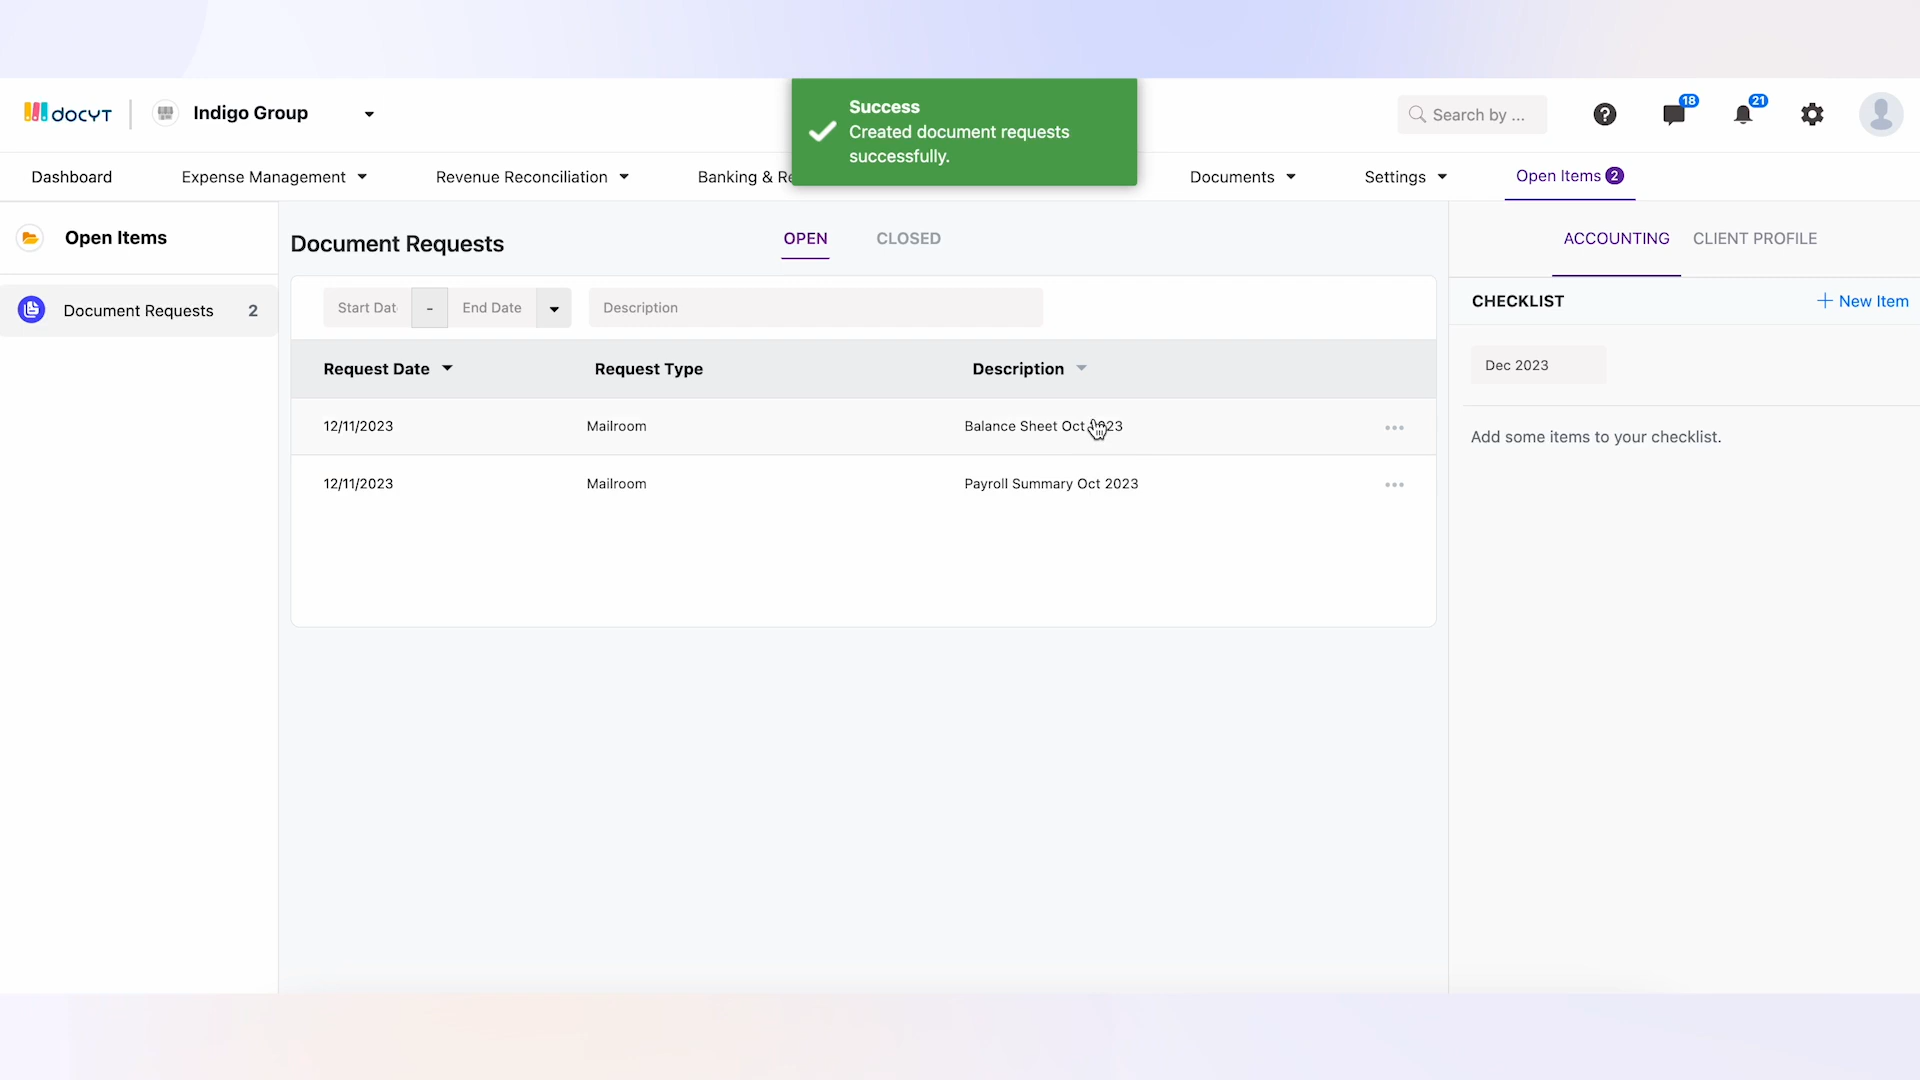 Success
Created document requests
successfully.
DOCYT
Indigo Group
Search by ...
18
21
Dashboard
Expense Management
Revenue Reconciliation
Banking & Re
Documents
Settings
Open Items 2
Open Items
Document Requests 2
Document Requests
OPEN
CLOSED
Start Dat
-
End Date
Description
Request Date
Request Type
Description
12/11/2023
Mailroom
Balance Sheet Oct
12/11/2023
Mailroom
Payroll Summary Oct 2023
ACCOUNTING
CLIENT PROFILE
CHECKLIST
+ New Item
Dec 2023
Add some items to your checklist.